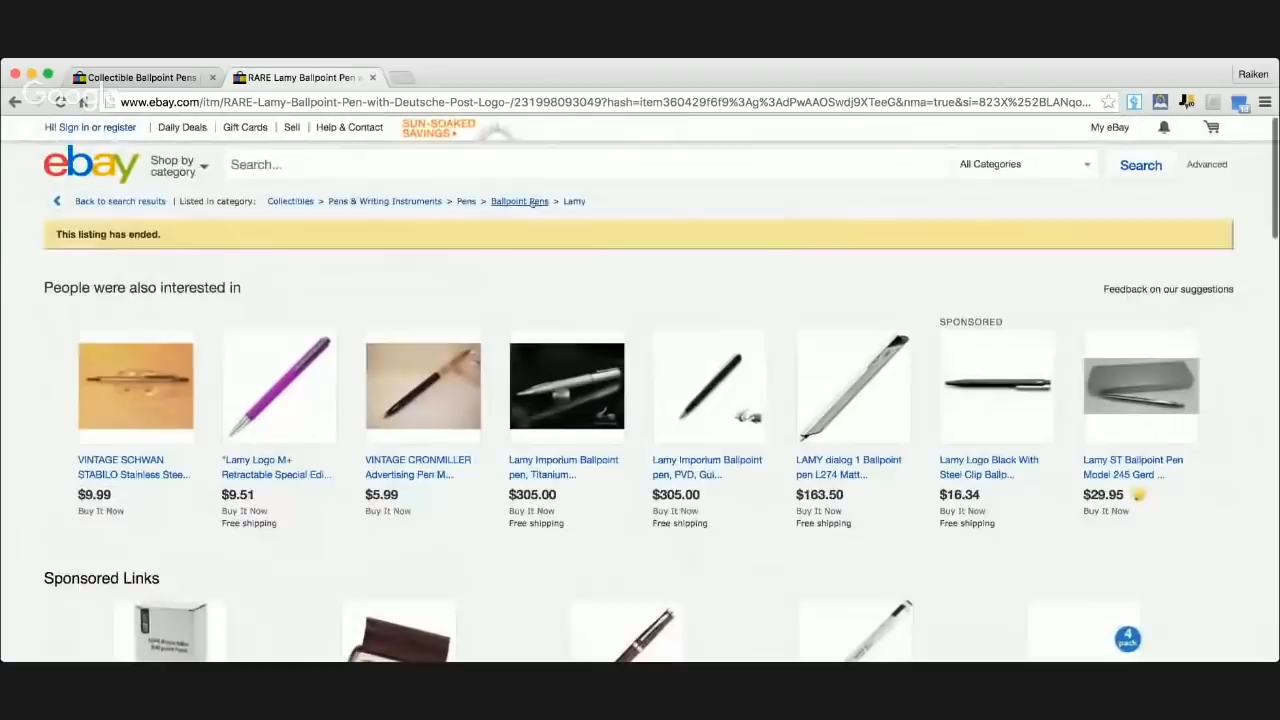 Collectible Ballpoint Pens
RARE Lamy Ballpoint Pen w
Raiken
Google
www.ebay.com/itm/RARE-Lamy-Ballpoint-Pen-with-Deutsche-Post-Logo-/231998093049?hash=item360429f6f9%3Ag%3AdPwAAOSwdj9XTeeG&nma=true&si=823X%252BLANqo...
Hi! Sign in or register | Daily Deals | Gift Cards | Sell | Help & Contact
SUN-SOAKED
SAVINGS
My eBay
ebay
Shop by
category
Search...
All Categories
Search
Advanced
Back to search results | Listed in category: Collectibles > Pens & Writing Instruments > Pens > Ballpoint Pens > Lamy
This listing has ended.
People were also interested in
Feedback on our suggestions
SPONSORED
VINTAGE SCHWAN
STABILO Stainless Stee...
$9.99
Buy It Now
"Lamy Logo M+
Retractable Special Edi...
$9.51
Buy It Now
Free shipping
VINTAGE CRONMILLER
Advertising Pen M...
$5.99
Buy It Now
Lamy Imporium Ballpoint
pen, Titanium...
$305.00
Buy It Now
Free shipping
Lamy Imporium Ballpoint
pen, PVD, Gui...
$305.00
Buy It Now
Free shipping
LAMY dialog 1 Ballpoint
pen L274 Matt...
$163.50
Buy It Now
Free shipping
Lamy Logo Black With
Steel Clip Ballp...
$16.34
Buy It Now
Free shipping
Lamy ST Ballpoint Pen
Model 245 Gerd ...
$29.95
Buy It Now
Sponsored Links
4
pack